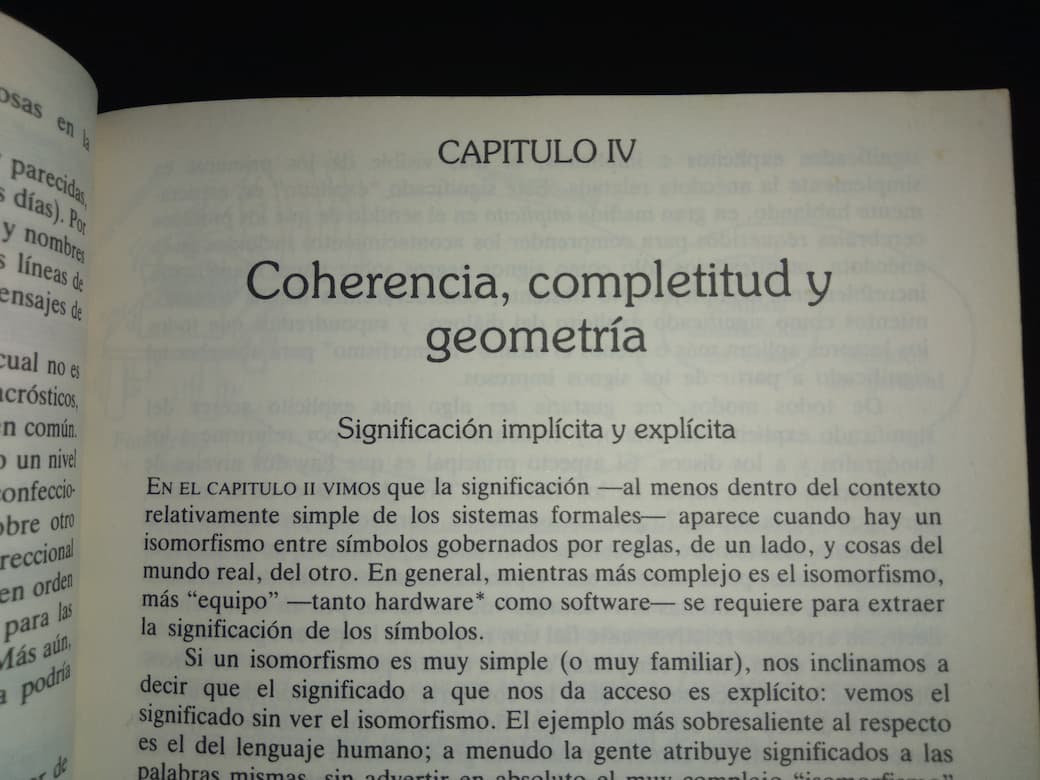 osas en la
parecidas,
s días). Por
y nombres
s líneas de
ensajes de
cual no es
acrósticos,
en común.
o un nivel
confeccio-
obre otro
reccional
en orden
para las
Más aún,
a podría
de
CAPITULO IV
Coherencia, completitud y
geometría
Significación implícita y explícita
EN EL CAPITULO II VIMOS que la significación —al menos dentro del contexto
relativamente simple de los sistemas formales— aparece cuando hay un
isomorfismo entre símbolos gobernados por reglas, de un lado, y cosas del
mundo real, del otro. En general, mientras más complejo es el isomorfismo,
más “equipo” —tanto hardware* como software— se requiere para extraer
la significación de los símbolos.
Si un isomorfismo es muy simple (o muy familiar), nos inclinamos a
decir que el significado a que nos da acceso es explícito: vemos el
significado sin ver el isomorfismo. El ejemplo más sobresaliente al respecto
es el del lenguaje humano; a menudo la gente atribuye significados a las
palabras mismas, sin advertir en absoluto el muy complejo “isomorfismo”